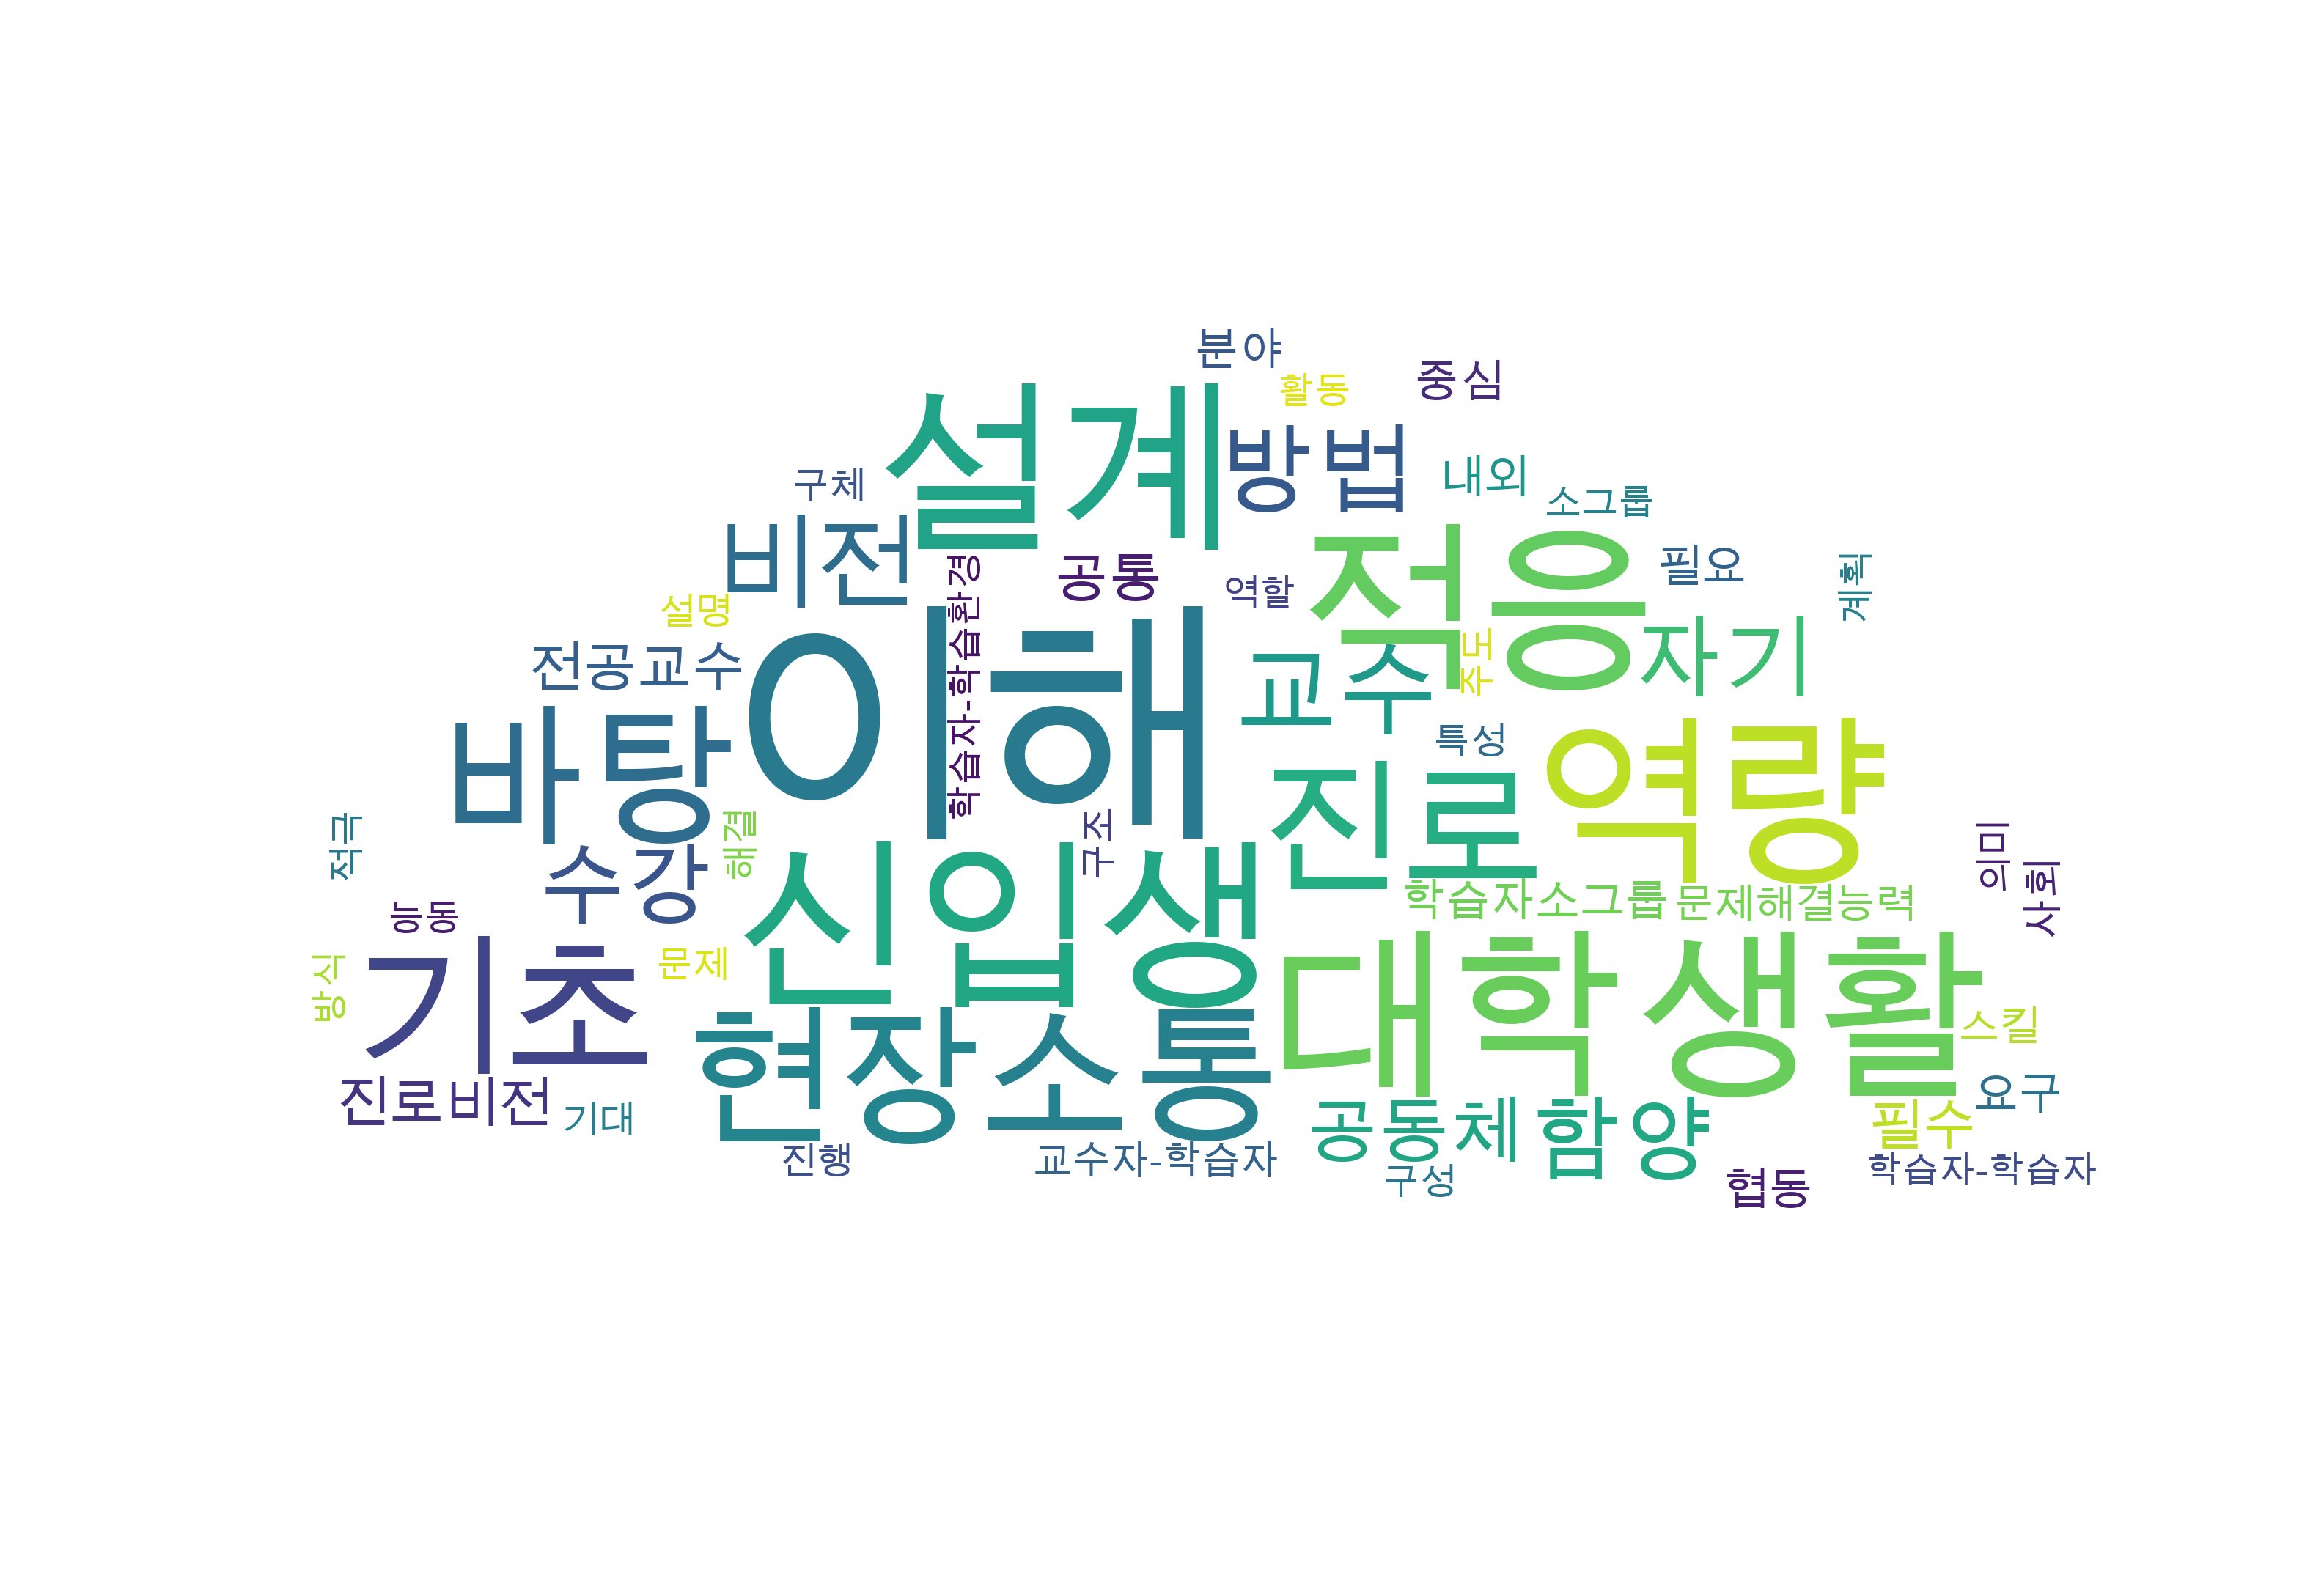 분야
활동
중심
설계
방법
내외
구체
소그룹
비전
적응
공통
필요
계획
역할
설명
학습자-학습환경
이해
자기
전공교수
교수
주도
특성
바탕
진로
역량
적극
해결
구조
의미
사회
수강
신입생
학습자소그룹
문제해결능력
능동
기초
문제
대학생활
방식
현장소통
스킬
진로비전
기대
요구
공동체
함양
필수
진행
교수자-학습자
구성
협동
학습자-학습자